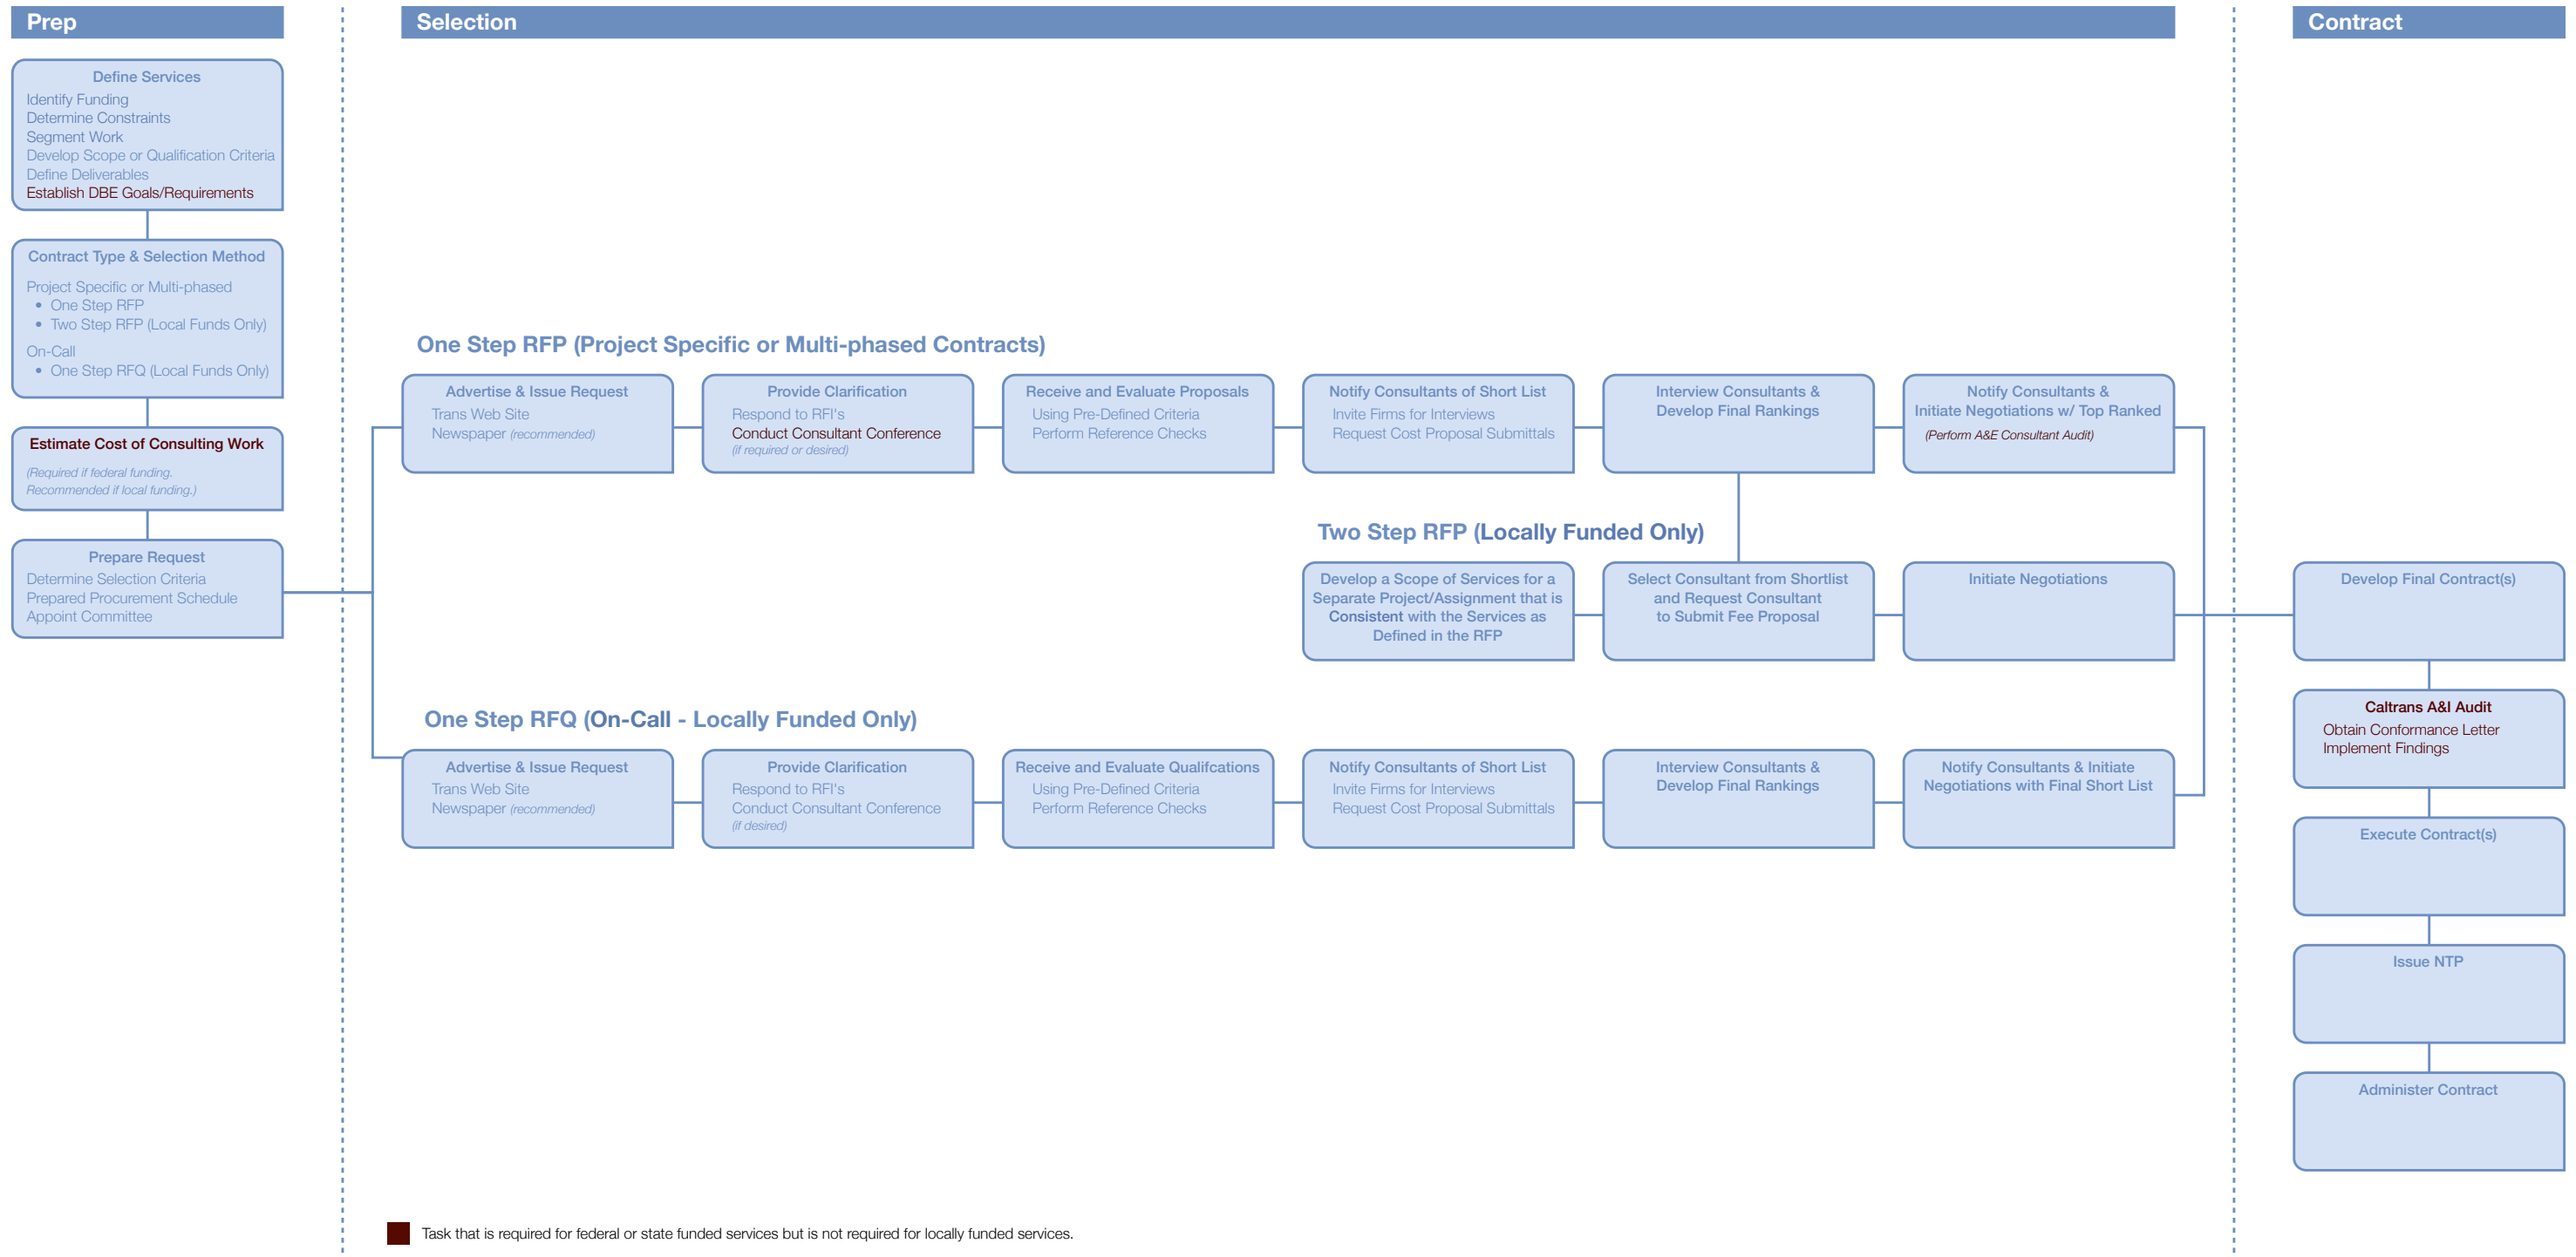 Prep
Define Services
Identify Funding
Determine Constraints
Segment Work
Develop Scope or Qualification Criteria
Define Deliverables
Establish DBE Goals/Requirements
Contract Type & Selection Method
Project Specific or Multi-phased
• One Step RFP
• Two Step RFP (Local Funds Only)
On-Call
• One Step RFQ (Local Funds Only)
Estimate Cost of Consulting Work
(Required if federal funding.
Recommended if local funding.)
Prepare Request
Determine Selection Criteria
Prepared Procurement Schedule
Appoint Committee
Selection
One Step RFP (Project Specific or Multi-phased Contracts)
Advertise & Issue Request
Trans Web Site
Newspaper (recommended)
Provide Clarification
Respond to RFI's
Conduct Consultant Conference
(if required or desired)
Receive and Evaluate Proposals
Using Pre-Defined Criteria
Perform Reference Checks
Notify Consultants of Short List
Invite Firms for Interviews
Request Cost Proposal Submittals
Interview Consultants &
Develop Final Rankings
Notify Consultants &
Initiate Negotiations w/ Top Ranked
(Perform A&E Consultant Audit)
Two Step RFP (Locally Funded Only)
Develop a Scope of Services for a
Separate Project/Assignment that is
Consistent with the Services as
Defined in the RFP
Select Consultant from Shortlist
and Request Consultant
to Submit Fee Proposal
Initiate Negotiations
One Step RFQ (On-Call - Locally Funded Only)
Advertise & Issue Request
Trans Web Site
Newspaper (recommended)
Provide Clarification
Respond to RFI's
Conduct Consultant Conference
(if desired)
Receive and Evaluate Qualifcations
Using Pre-Defined Criteria
Perform Reference Checks
Notify Consultants of Short List
Invite Firms for Interviews
Request Cost Proposal Submittals
Interview Consultants &
Develop Final Rankings
Notify Consultants & Initiate
Negotiations with Final Short List
Contract
Develop Final Contract(s)
Caltrans A&I Audit
Obtain Conformance Letter
Implement Findings
Execute Contract(s)
Issue NTP
Administer Contract
Task that is required for federal or state funded services but is not required for locally funded services.